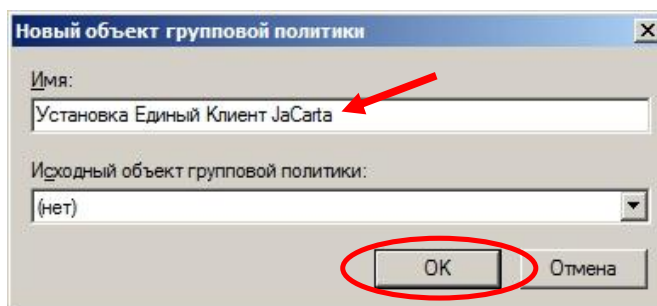 Новый объект групповой политики
Имя:
Установка Единый Клиент JaCarta
Исходный объект групповой политики:
(нет)
OK
Отмена